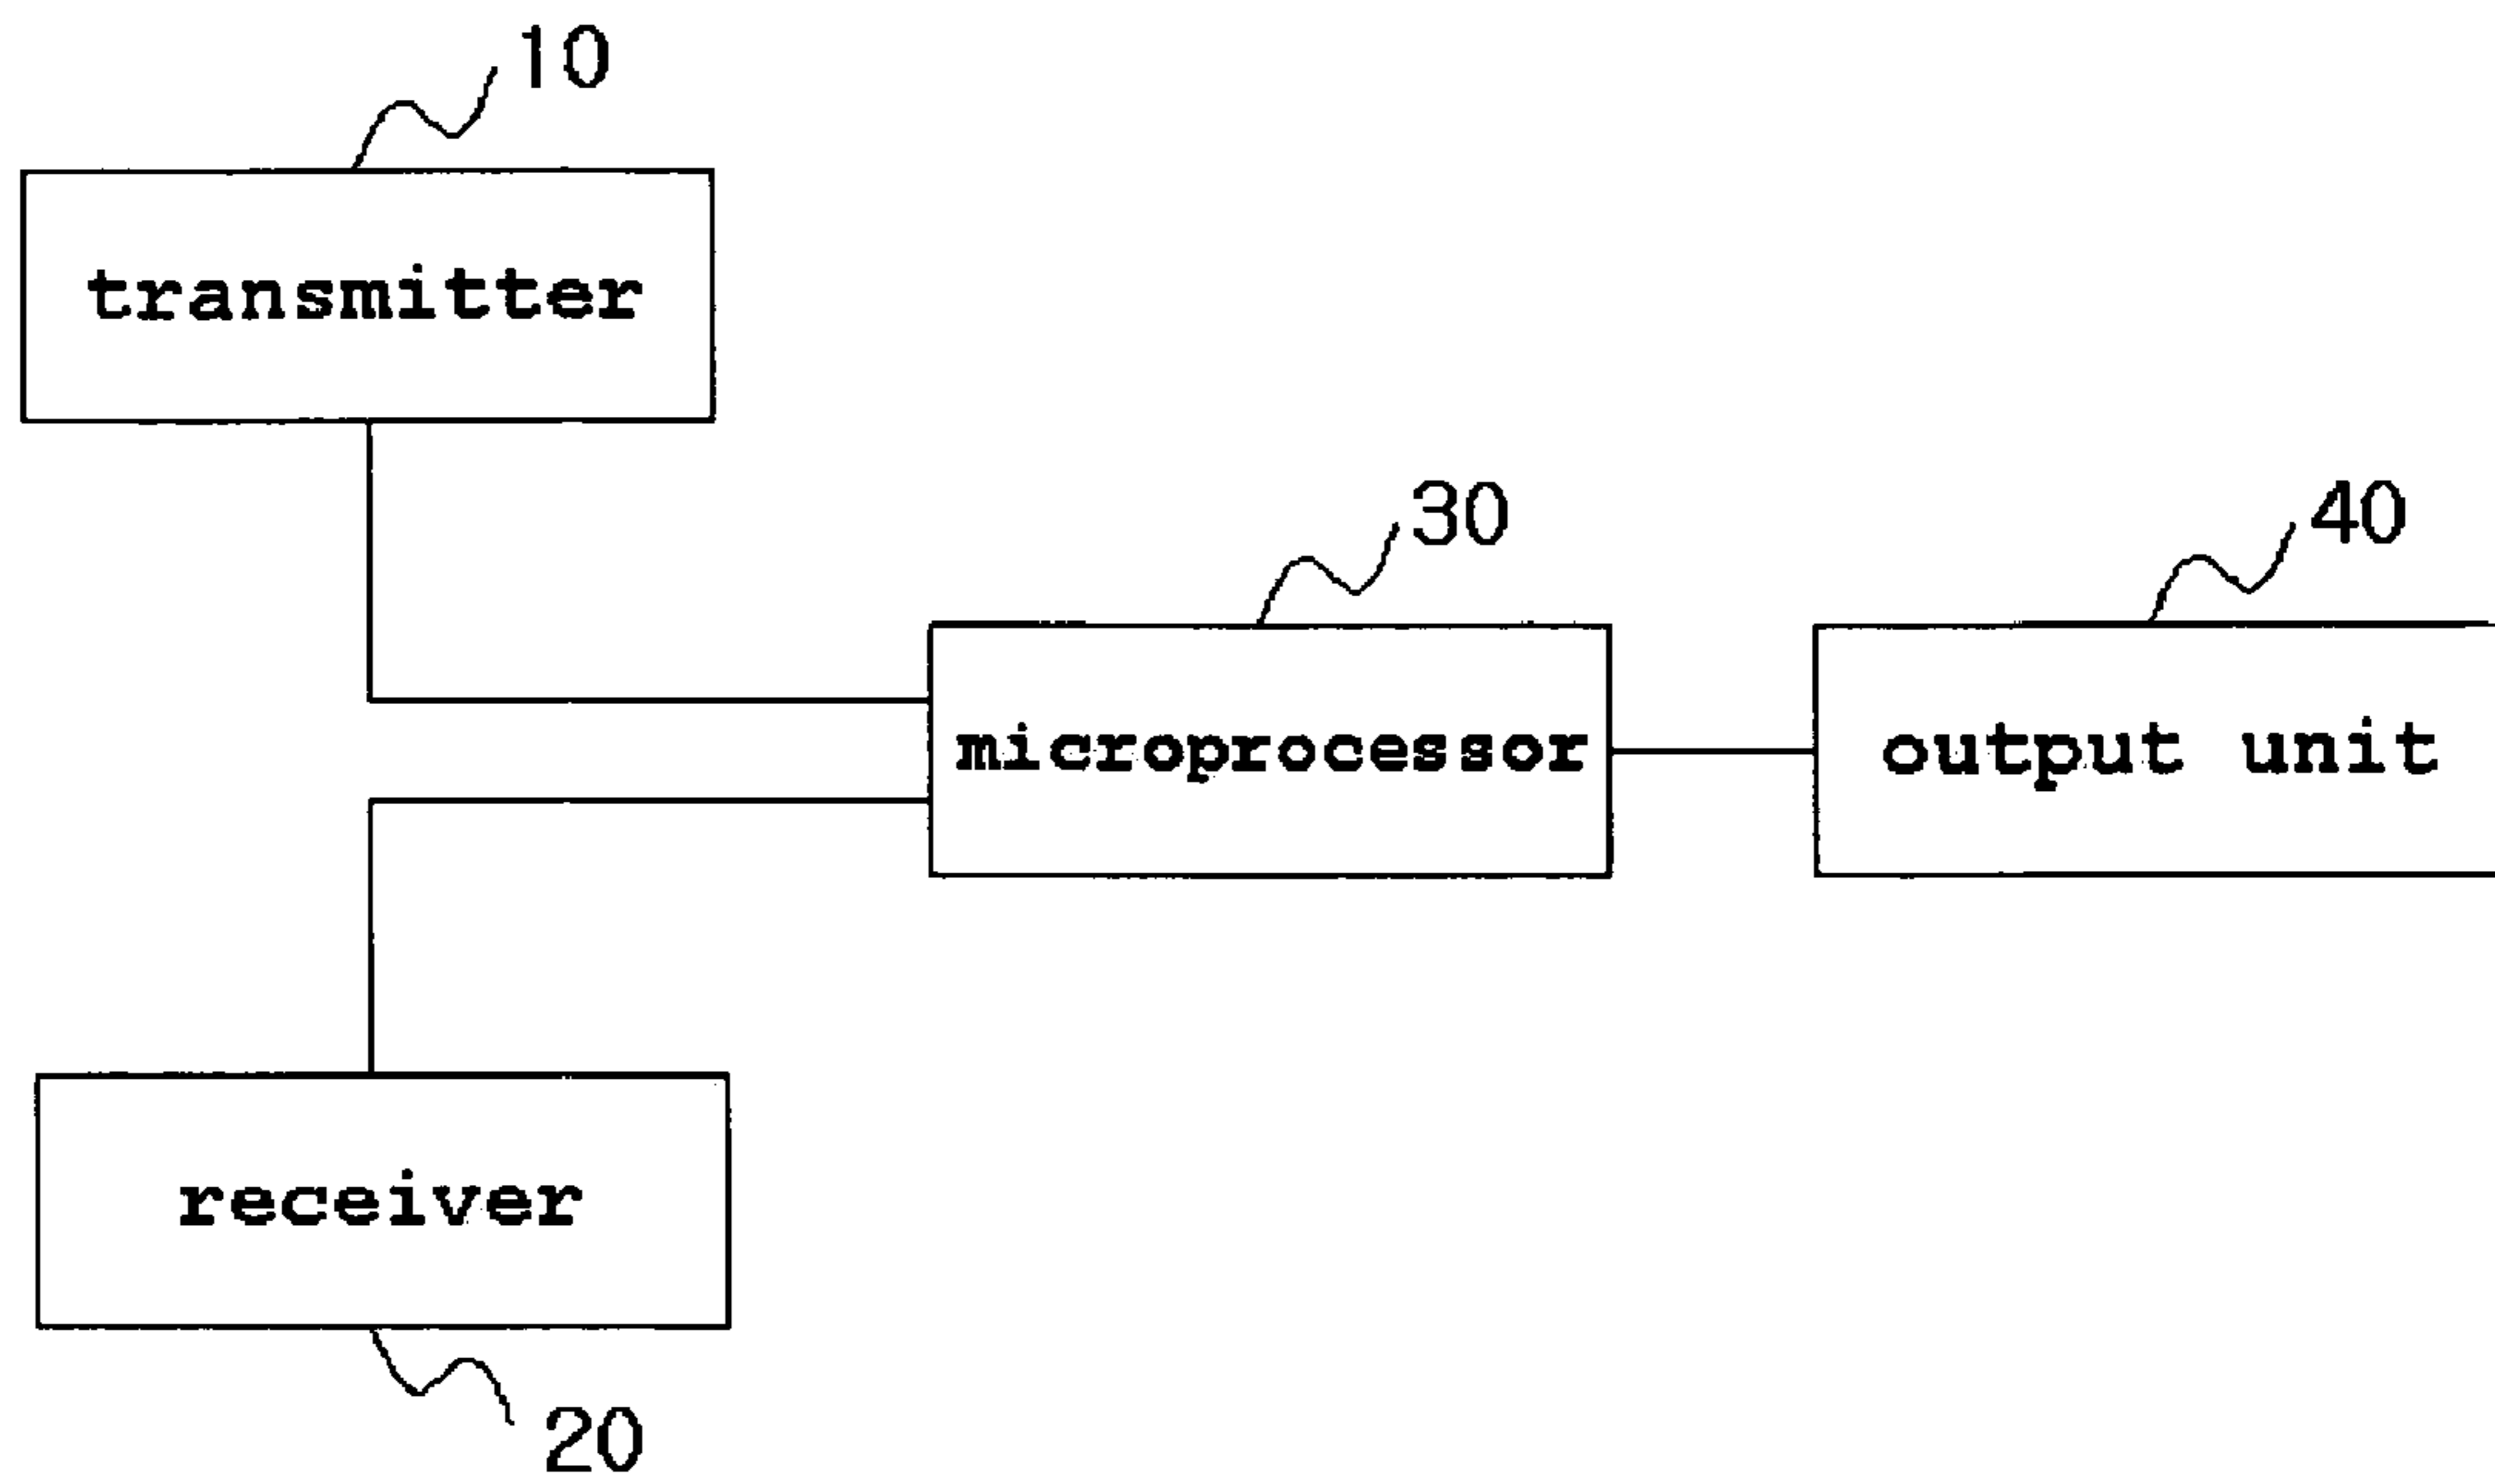 10
transmitter
30
40
microprocessor
output unit
receiver
20